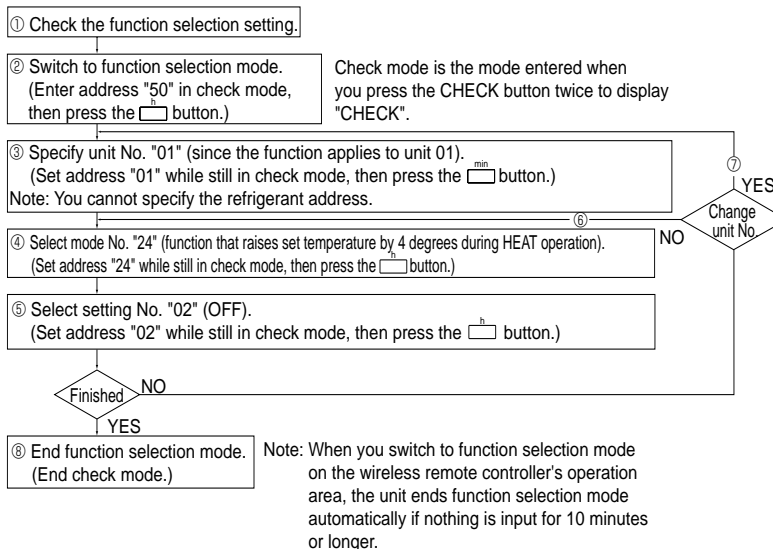 ① Check the function selection setting.
② Switch to function selection mode.
(Enter address "50" in check mode,
then press the h button.)
Check mode is the mode entered when
you press the CHECK button twice to display
"CHECK".
③ Specify unit No. "01" (since the function applies to unit 01).
(Set address "01" while still in check mode, then press the min button.)
Note: You cannot specify the refrigerant address.
⑦
YES
Change
unit No.
⑥
NO
④ Select mode No. "24" (function that raises set temperature by 4 degrees during HEAT operation).
(Set address "24" while still in check mode, then press the h button.)
⑤ Select setting No. "02" (OFF).
(Set address "02" while still in check mode, then press the h button.)
Finished
NO
YES
⑧ End function selection mode.
(End check mode.)
Note: When you switch to function selection mode
on the wireless remote controller's operation
area, the unit ends function selection mode
automatically if nothing is input for 10 minutes
or longer.